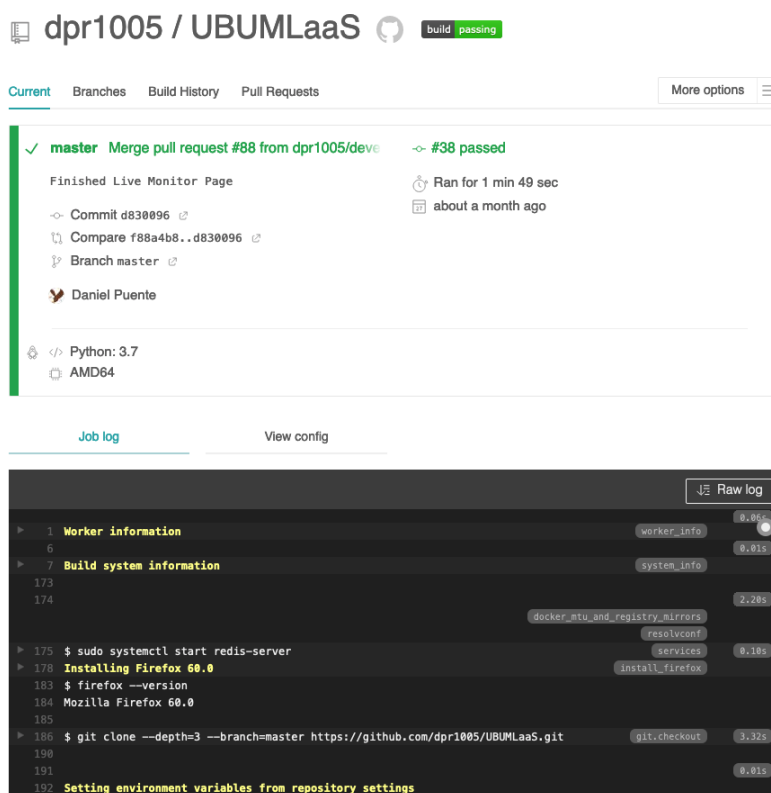 dpr1005 / UBUMLaaS build passing
Current Branches Build History Pull Requests More options
master Merge pull request #88 from dpr1005/deve #38 passed
Finished Live Monitor Page Ran for 1 min 49 sec
about a month ago
Commit d830096
Compare f88a4b8..d830096
Branch master
Daniel Puente
</> Python: 3.7
AMD64
Job log View config
Raw log
0.06s
1 Worker information worker_info
6 0.01s
7 Build system information system_info
173
174 2.20s
docker_mtu_and_registry_mirrors
resolvconf
175 $ sudo systemctl start redis-server services 0.10s
178 Installing Firefox 60.0 install_firefox
183 $ firefox --version
184 Mozilla Firefox 60.0
185
186 $ git clone --depth=3 --branch=master https://github.com/dpr1005/UBUMLaaS.git git.checkout 3.32s
190
191 0.01s
192 Setting environment variables from repository settings